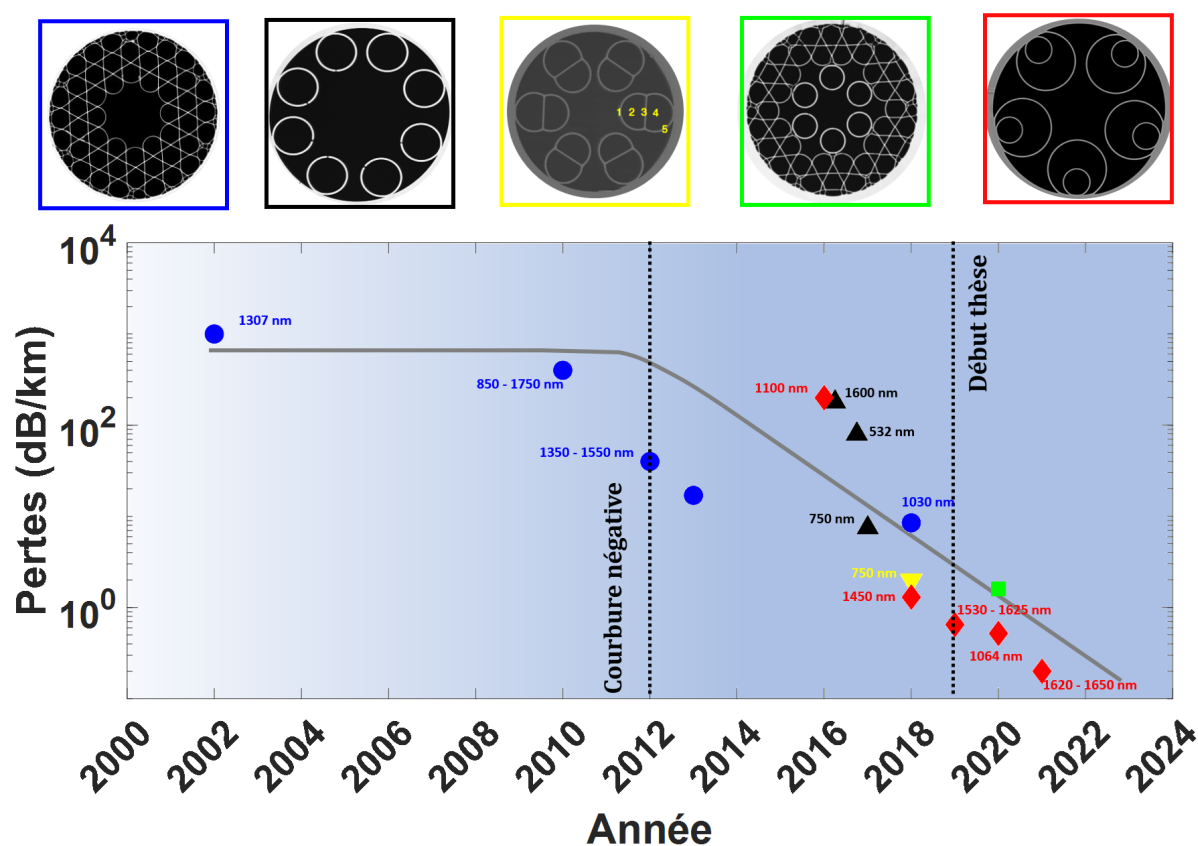 1 2 3 4
5
10^4
10^2
10^0
Pertes (dB/km)
1307 nm
850 - 1750 nm
1350 - 1550 nm
Courbure négative
1100 nm
1600 nm
532 nm
750 nm
1030 nm
750 nm
1450 nm
Début thèse
1530 - 1625 nm
1064 nm
1620 - 1650 nm
2000 2002 2004 2006 2008 2010 2012 2014 2016 2018 2020 2022 2024
Année